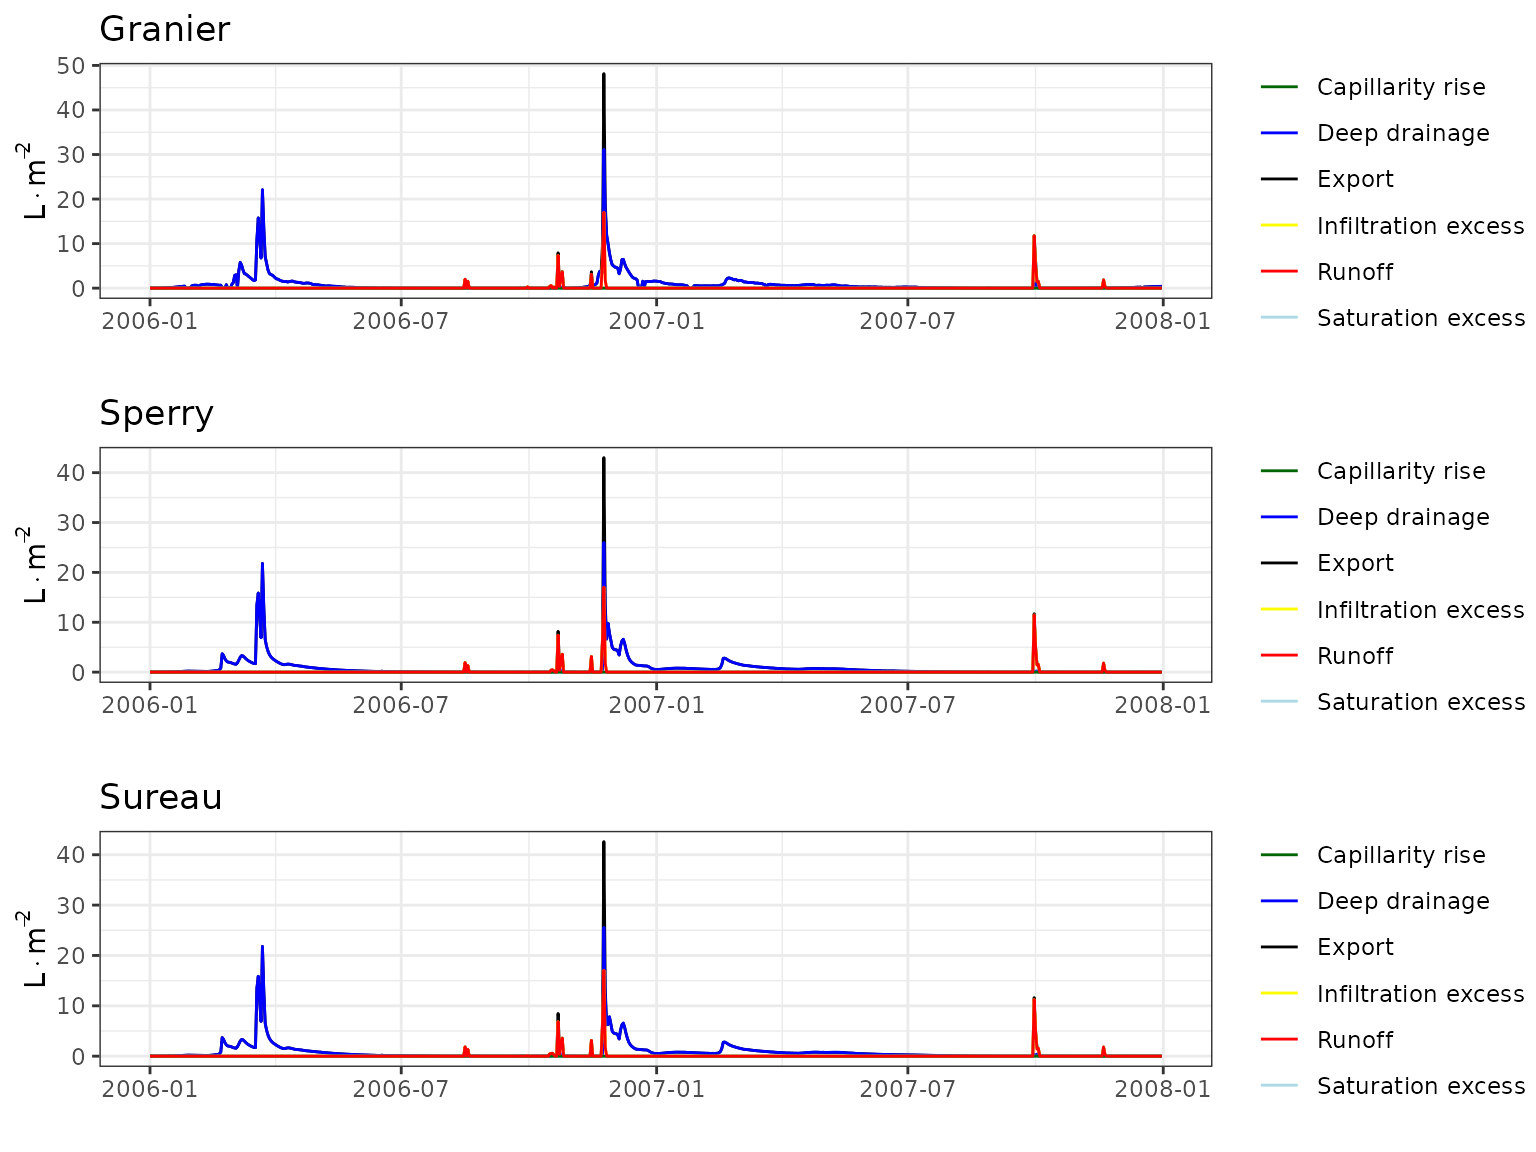 Granier
L · m⁻²
50
40
30
20
10
0
2006-01 2006-07 2007-01 2007-07 2008-01
Capillarity rise
Deep drainage
Export
Infiltration excess
Runoff
Saturation excess
Sperry
L · m⁻²
40
30
20
10
0
2006-01 2006-07 2007-01 2007-07 2008-01
Capillarity rise
Deep drainage
Export
Infiltration excess
Runoff
Saturation excess
Sureau
L · m⁻²
40
30
20
10
0
2006-01 2006-07 2007-01 2007-07 2008-01
Capillarity rise
Deep drainage
Export
Infiltration excess
Runoff
Saturation excess